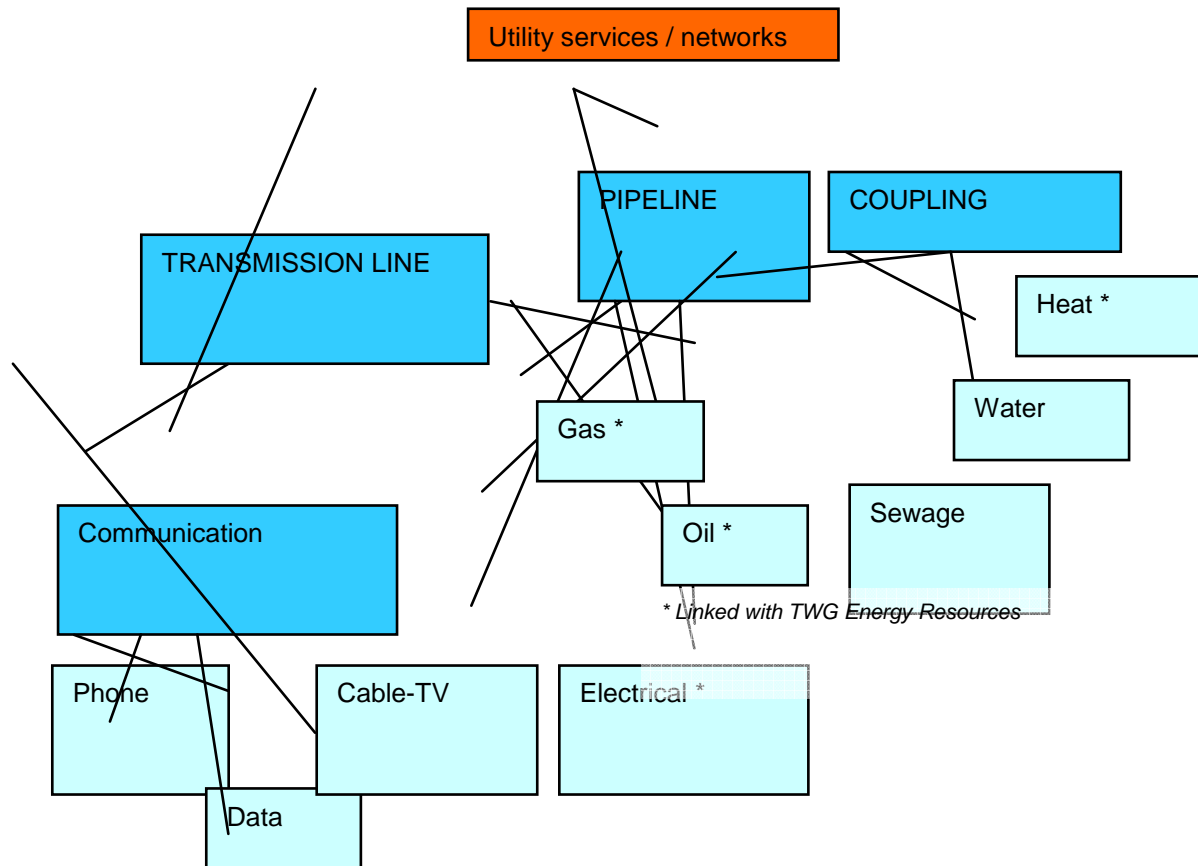 Utility services / networks
PIPELINE
COUPLING
TRANSMISSION LINE
Heat *
Water
Gas *
Sewage
Oil *
Communication
* Linked with TWG Energy Resources
Phone
Cable-TV
Electrical *
Data